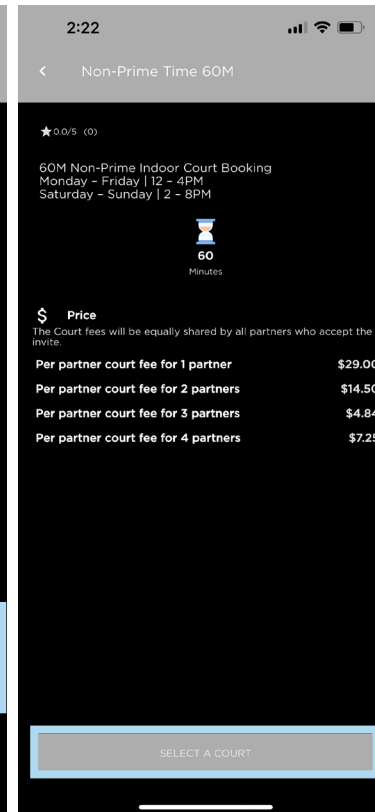 2:22
Non-Prime Time 60M
0.0/5 (0)
60M Non-Prime Indoor Court Booking
Monday – Friday | 12 – 4PM
Saturday – Sunday | 2 – 8PM
60
Minutes
$ Price
The Court fees will be equally shared by all partners who accept the
invite.
Per partner court fee for 1 partner $29.00
Per partner court fee for 2 partners $14.50
Per partner court fee for 3 partners $4.84
Per partner court fee for 4 partners $7.25
SELECT A COURT